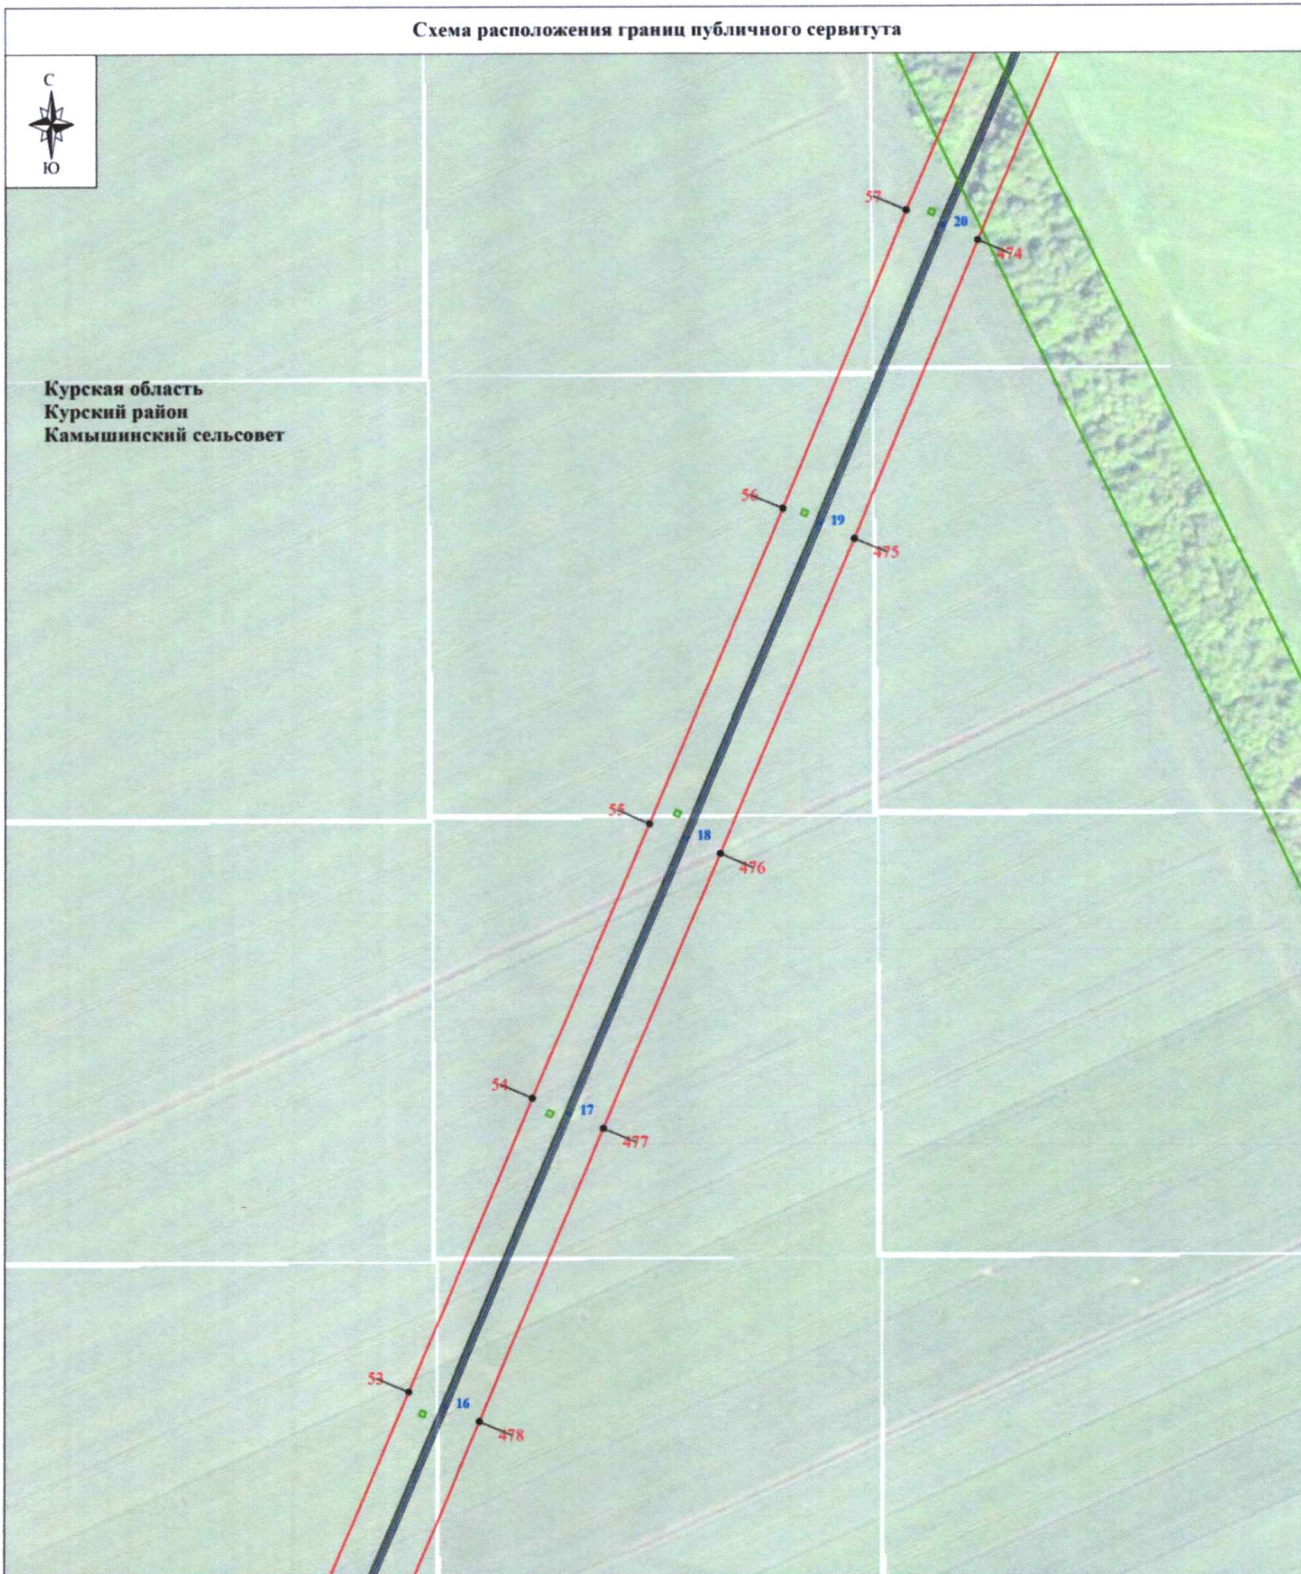 Схема расположения границ публичного сервитута
С
Ю
57
20
474
Курская область
Курский район
Камышинский сельсовет
56
19
475
55
18
476
54
17
477
53
16
478